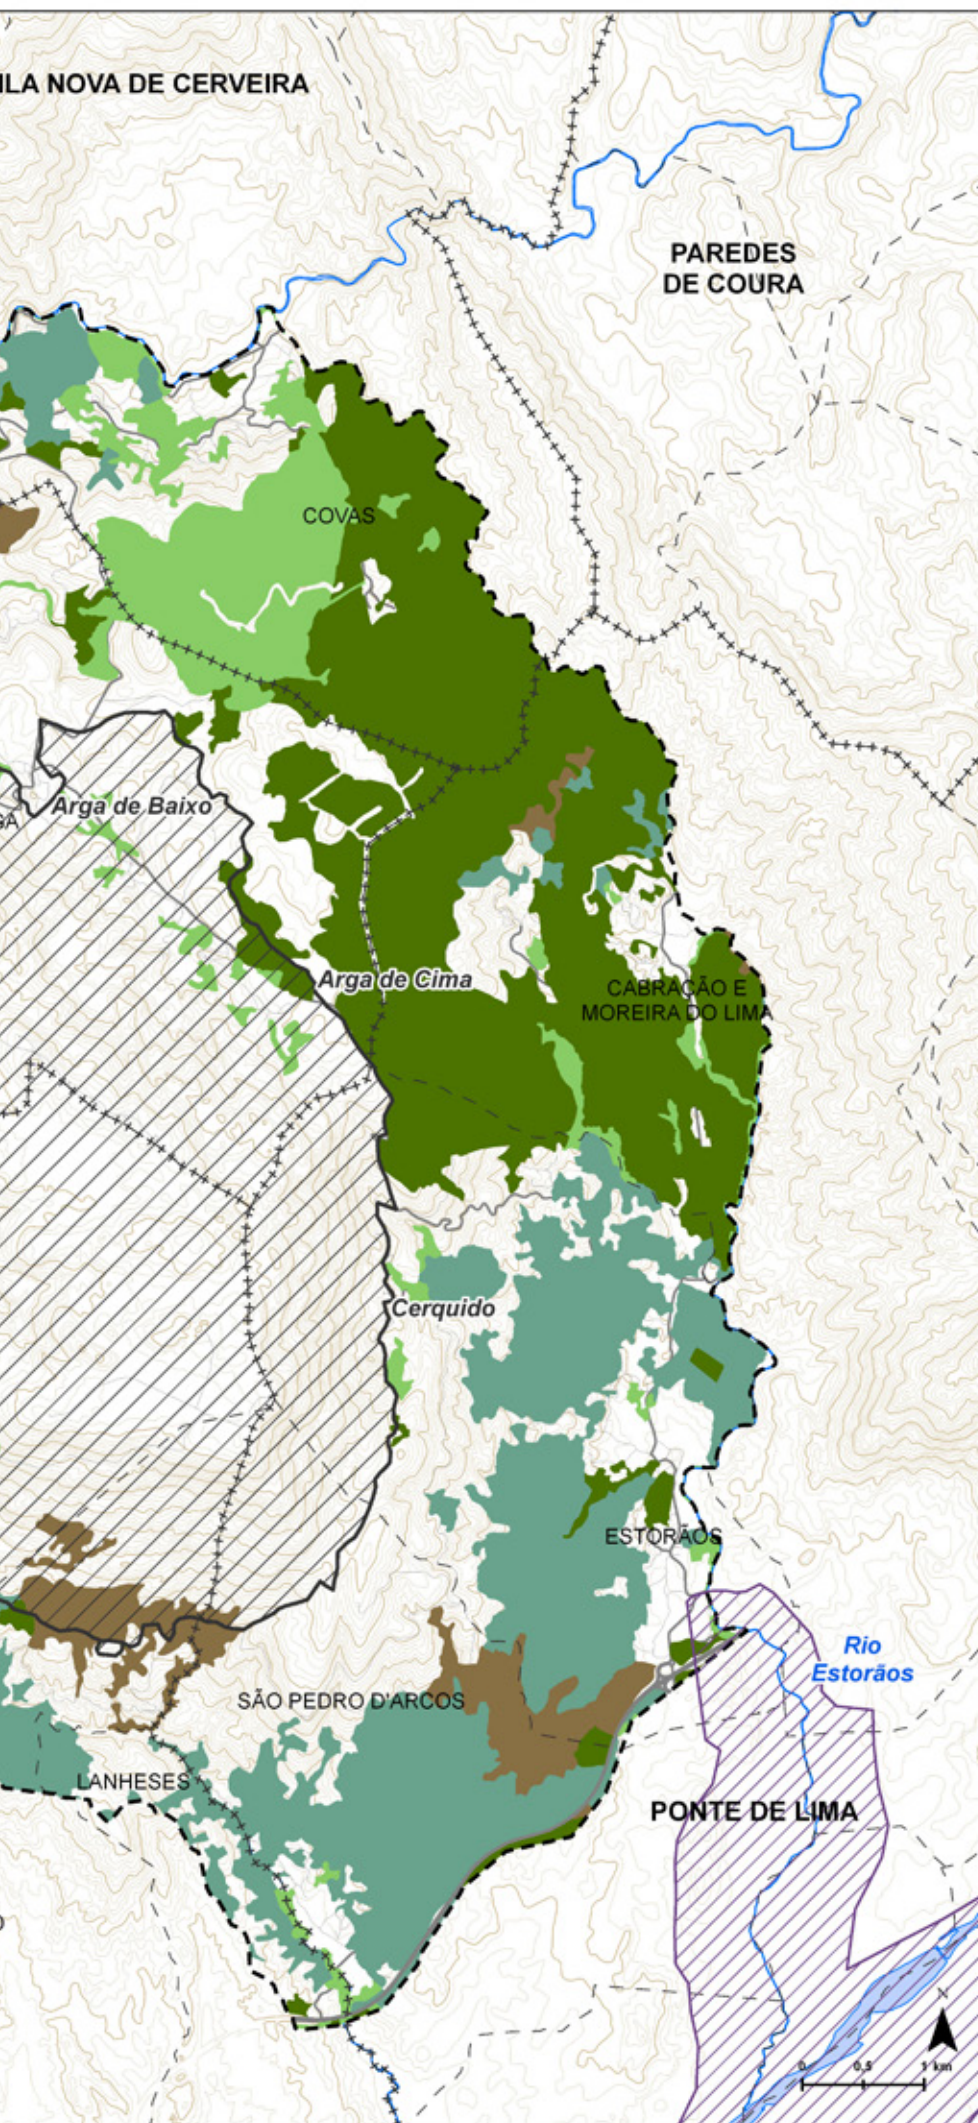 ILA NOVA DE CERVEIRA
PAREDES
DE COURA
COVAS
Arga de Baixo
GA
Arga de Cima
CABRAÇÃO E
MOREIRA DO LIMA
Cerquido
ESTORÃOS
Rio
Estorãos
SÃO PEDRO D'ARCOS
LANHESES
PONTE DE LIMA
O
N
0 0,5 1 km